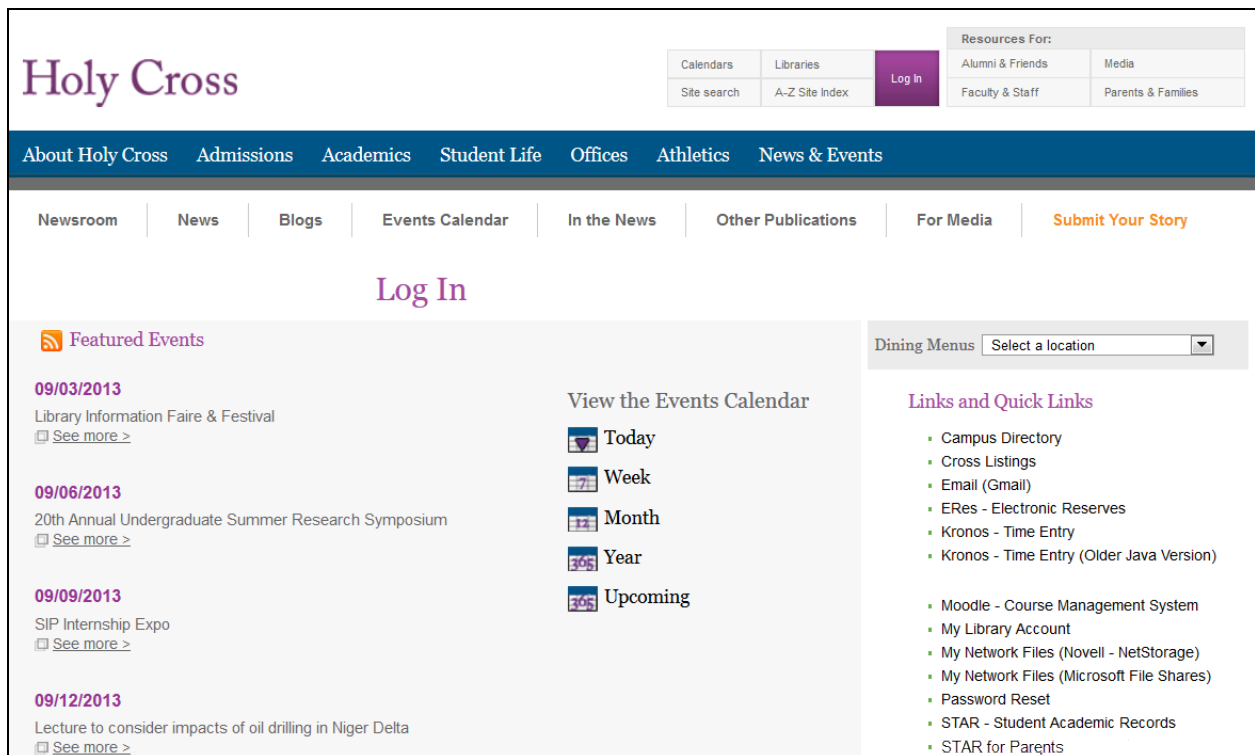 Holy Cross
Calendars
Libraries
Site search
A-Z Site Index
Log In
Resources For:
Alumni & Friends
Media
Faculty & Staff
Parents & Families
About Holy Cross
Admissions
Academics
Student Life
Offices
Athletics
News & Events
Newsroom
News
Blogs
Events Calendar
In the News
Other Publications
For Media
Submit Your Story
Log In
Featured Events
09/03/2013
Library Information Faire & Festival
See more >
09/06/2013
20th Annual Undergraduate Summer Research Symposium
See more >
09/09/2013
SIP Internship Expo
See more >
09/12/2013
Lecture to consider impacts of oil drilling in Niger Delta
See more >
View the Events Calendar
Today
7 Week
12 Month
365 Year
365 Upcoming
Dining Menus Select a location
Links and Quick Links
Campus Directory
Cross Listings
Email (Gmail)
ERes - Electronic Reserves
Kronos - Time Entry
Kronos - Time Entry (Older Java Version)
Moodle - Course Management System
My Library Account
My Network Files (Novell - NetStorage)
My Network Files (Microsoft File Shares)
Password Reset
STAR - Student Academic Records
STAR for Parents